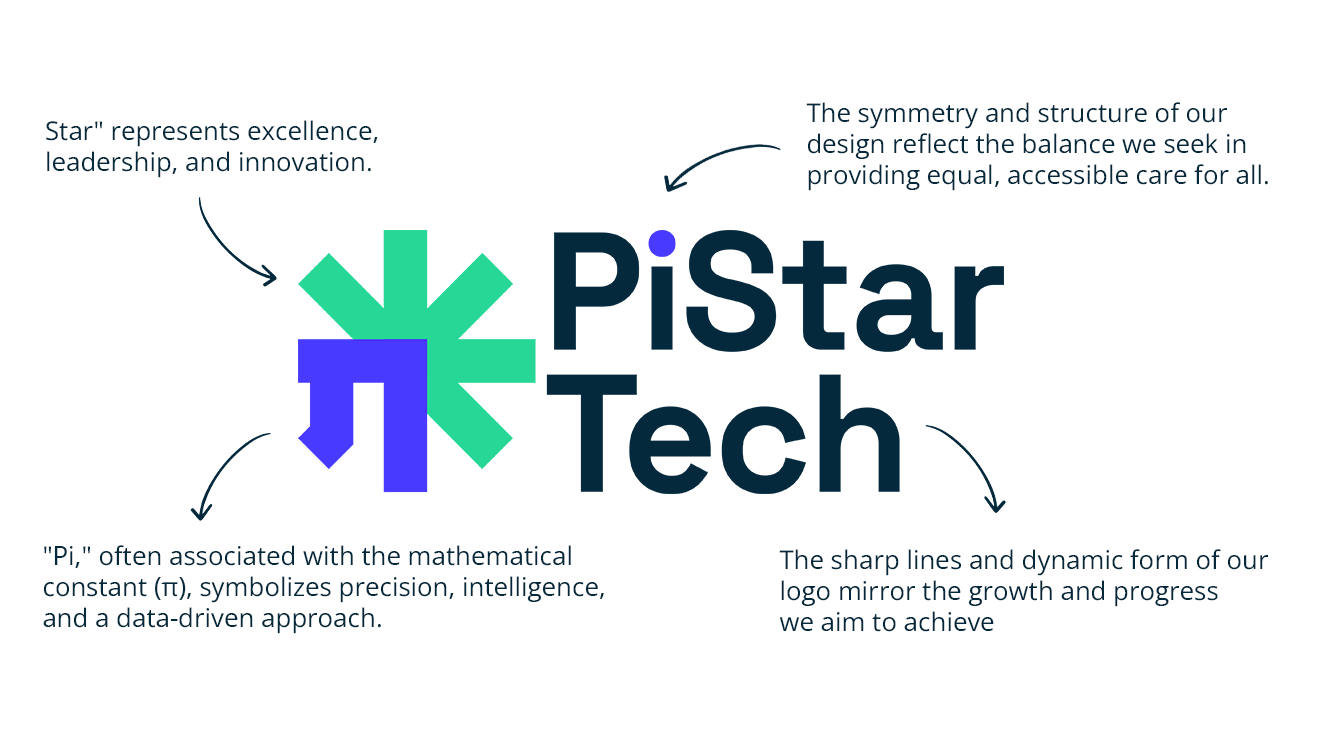 Star" represents excellence,
leadership, and innovation.
The symmetry and structure of our
design reflect the balance we seek in
providing equal, accessible care for all.
PiStar
Tech
"Pi," often associated with the mathematical
constant (π), symbolizes precision, intelligence,
and a data-driven approach.
The sharp lines and dynamic form of our
logo mirror the growth and progress
we aim to achieve